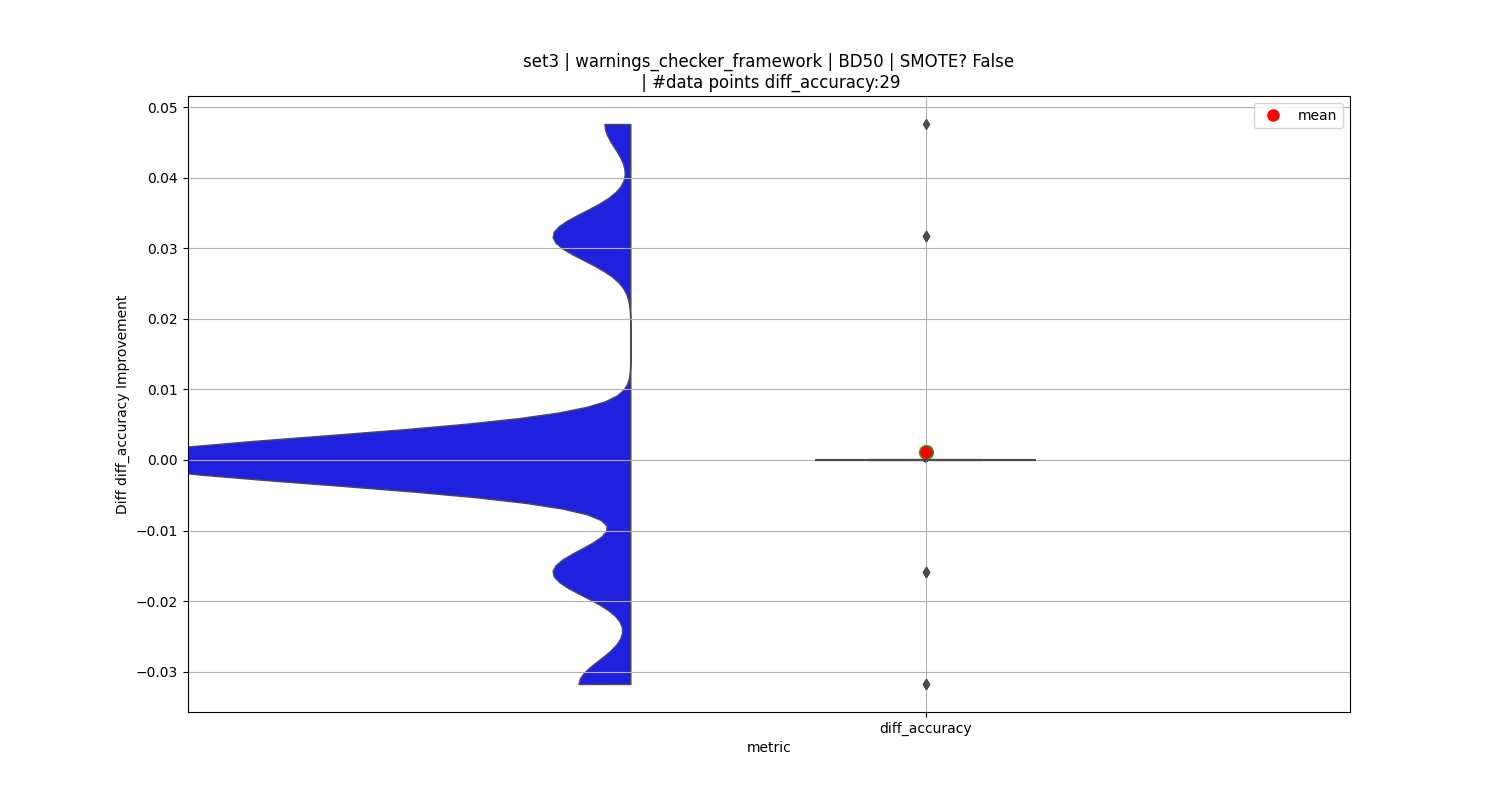 set3 | warnings_checker_framework | BD50 | SMOTE? False
| #data points diff_accuracy:29
mean
0.05
0.04
0.03
0.02
0.01
0.00
−0.01
−0.02
−0.03
Diff diff_accuracy Improvement
diff_accuracy
metric